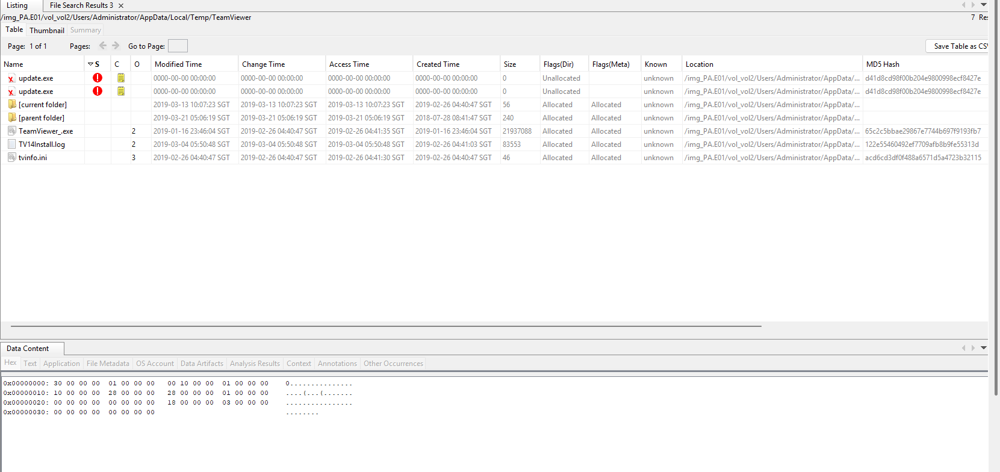 Listing File Search Results 3 ×
/img_PA.E01/vol_vol2/Users/Administrator/AppData/Local/Temp/TeamViewer 7 Res
Table Thumbnail Summary
Page: 1 of 1 Pages: Go to Page: Save Table as CSV
Name S C O Modified Time Change Time Access Time Created Time Size Flags(Dir) Flags(Meta) Known Location MD5 Hash
update.exe 0000-00-00 00:00:00 0000-00-00 00:00:00 0000-00-00 00:00:00 0000-00-00 00:00:00 0 Unallocated unknown /img_PA.E01/vol_vol2/Users/Administrator/AppData/... d41d8cd98f00b204e9800998ecf8427e
update.exe 0000-00-00 00:00:00 0000-00-00 00:00:00 0000-00-00 00:00:00 0000-00-00 00:00:00 0 Unallocated unknown /img_PA.E01/vol_vol2/Users/Administrator/AppData/... d41d8cd98f00b204e9800998ecf8427e
[current folder] 2019-03-13 10:07:23 SGT 2019-03-13 10:07:23 SGT 2019-03-13 10:07:23 SGT 2019-02-26 04:40:47 SGT 56 Allocated Allocated unknown /img_PA.E01/vol_vol2/Users/Administrator/AppData/...
[parent folder] 2019-03-21 05:06:19 SGT 2019-03-21 05:06:19 SGT 2019-03-21 05:06:19 SGT 2018-07-28 08:41:47 SGT 240 Allocated Allocated unknown /img_PA.E01/vol_vol2/Users/Administrator/AppData/...
TeamViewer_.exe 2 2019-01-16 23:46:04 SGT 2019-02-26 04:40:47 SGT 2019-02-26 04:41:35 SGT 2019-01-16 23:46:04 SGT 21937088 Allocated Allocated unknown /img_PA.E01/vol_vol2/Users/Administrator/AppData/... 65c2c5bbae29867e7744b697f9193fb7
TV14Install.log 2 2019-03-04 05:50:48 SGT 2019-03-04 05:50:48 SGT 2019-03-04 05:50:48 SGT 2019-02-26 04:41:03 SGT 83553 Allocated Allocated unknown /img_PA.E01/vol_vol2/Users/Administrator/AppData/... 122e55460492ef7709afb8b9fe55313d
tvinfo.ini 3 2019-02-26 04:40:47 SGT 2019-02-26 04:40:47 SGT 2019-02-26 04:41:30 SGT 2019-02-26 04:40:47 SGT 46 Allocated Allocated unknown /img_PA.E01/vol_vol2/Users/Administrator/AppData/... acd6cd3df0f488a6571d5a4723b32115
Data Content
Hex Text Application File Metadata OS Account Data Artifacts Analysis Results Context Annotations Other Occurrences
0x00000000: 30 00 00 00 01 00 00 00 00 10 00 00 01 00 00 00 0...............
0x00000010: 10 00 00 00 28 00 00 00 28 00 00 00 01 00 00 00 ....(...(.......
0x00000020: 00 00 00 00 00 00 00 00 18 00 00 00 03 00 00 00 ................
0x00000030: 00 00 00 00 00 00 00 00 ........